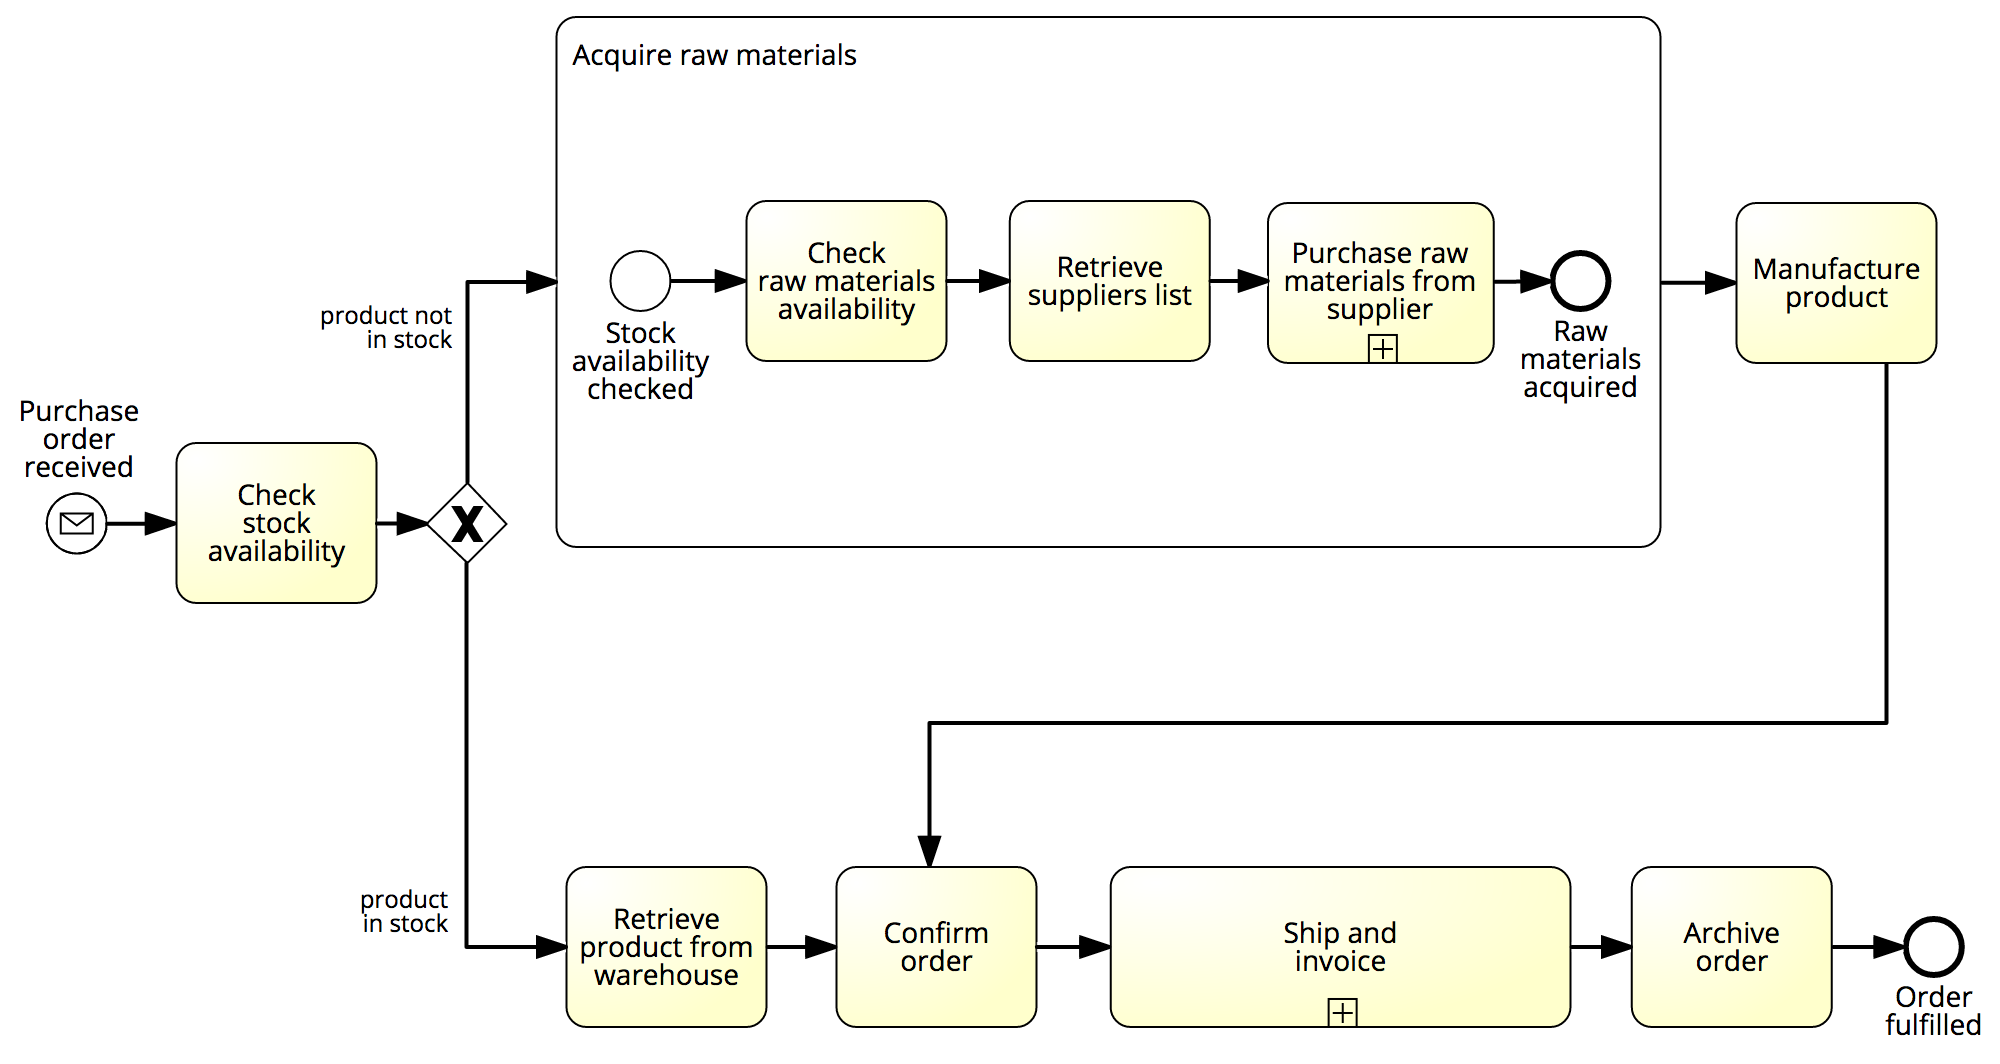 Acquire raw materials
Check
raw materials
availability
Retrieve
suppliers list
Purchase raw
materials from
supplier
Manufacture
product
Stock
availability
checked
Raw
materials
acquired
product not
in stock
Purchase
order
received
Check
stock
availability
X
product
in stock
Retrieve
product from
warehouse
Confirm
order
Ship and
invoice
Archive
order
Order
fulfilled